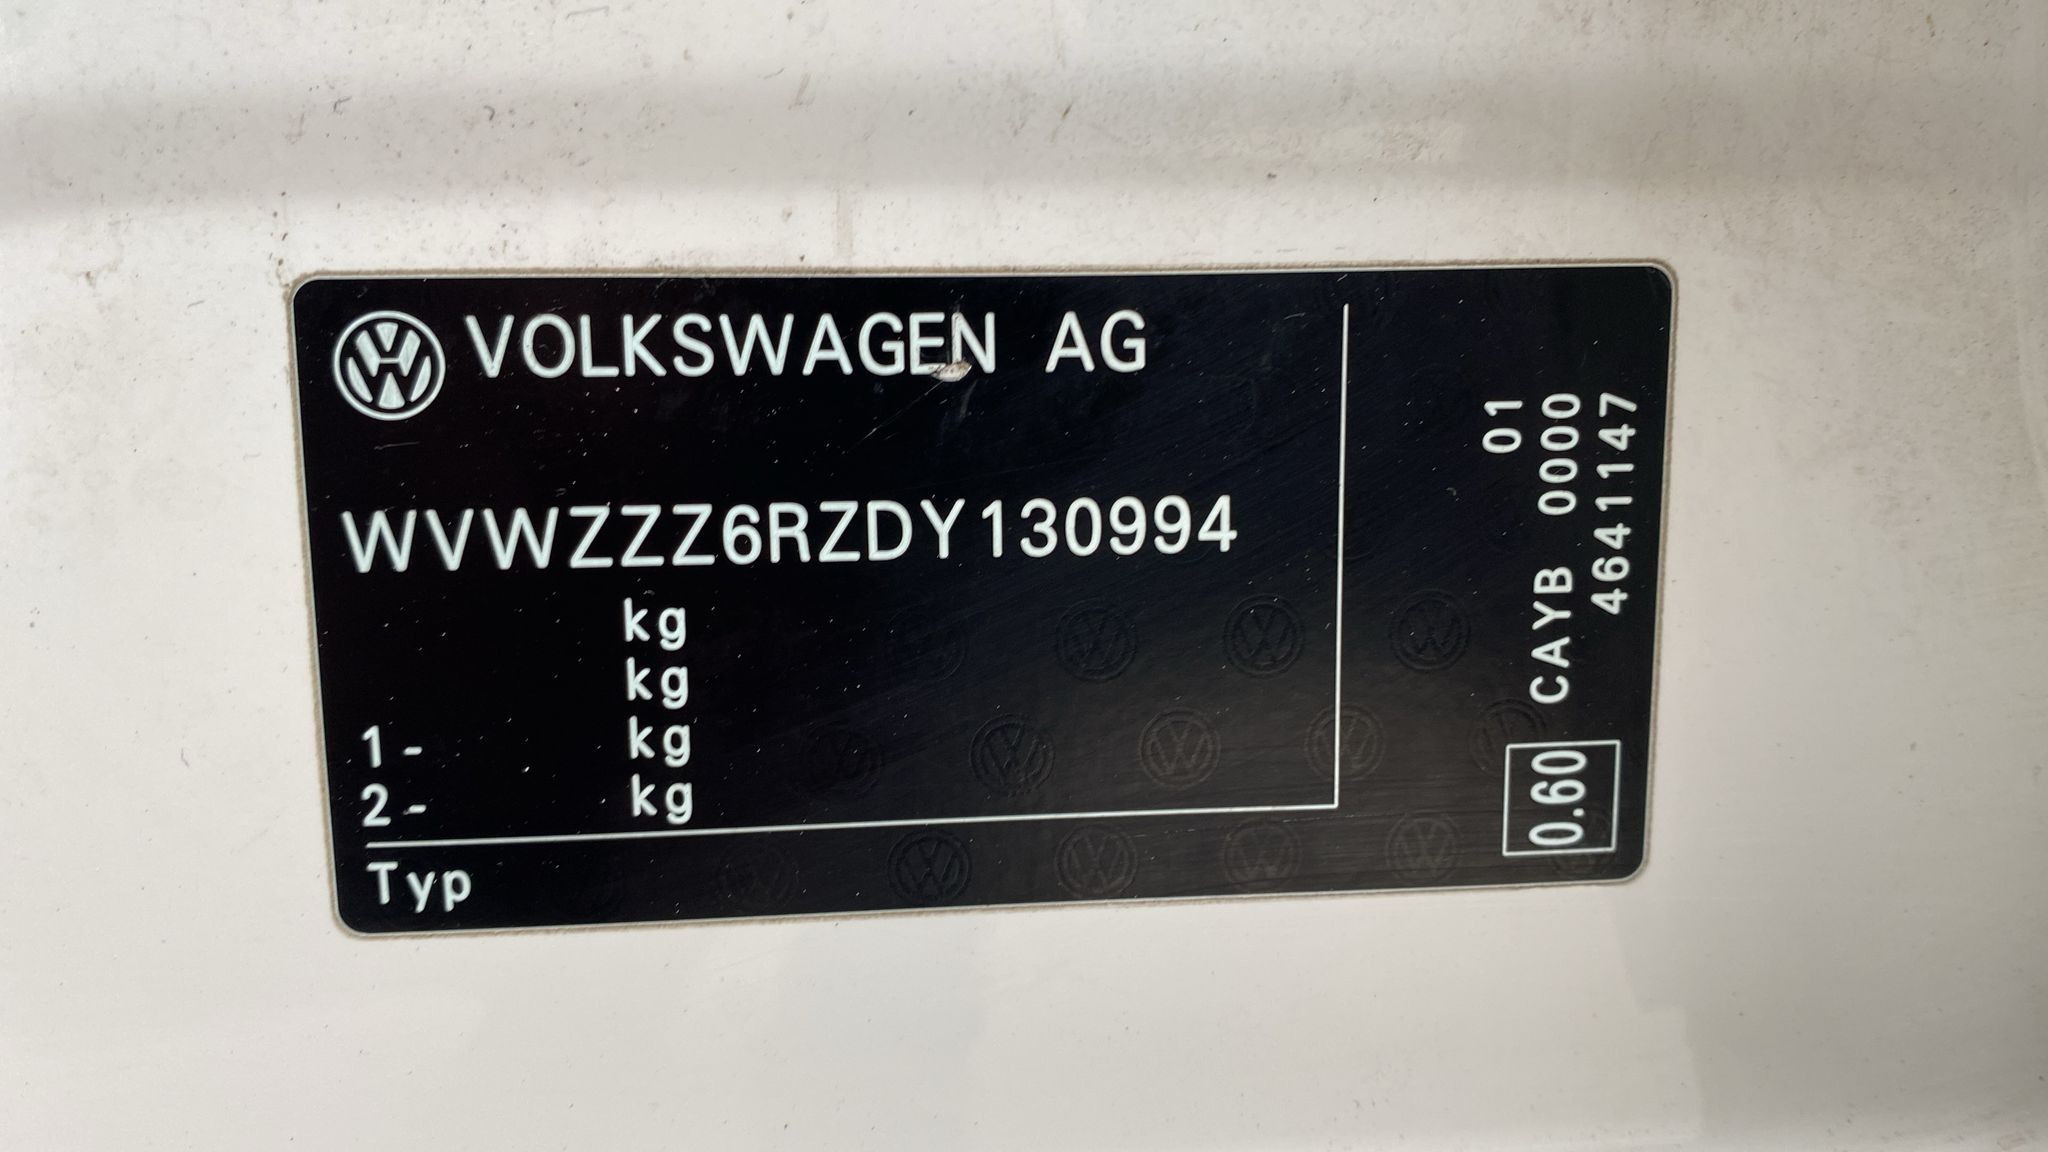 VOLKSWAGEN AG
WVWZZZ6RZDY130994
kg
kg
1- kg
2- kg
Typ
01
CAYB 0000
4641147
0.60